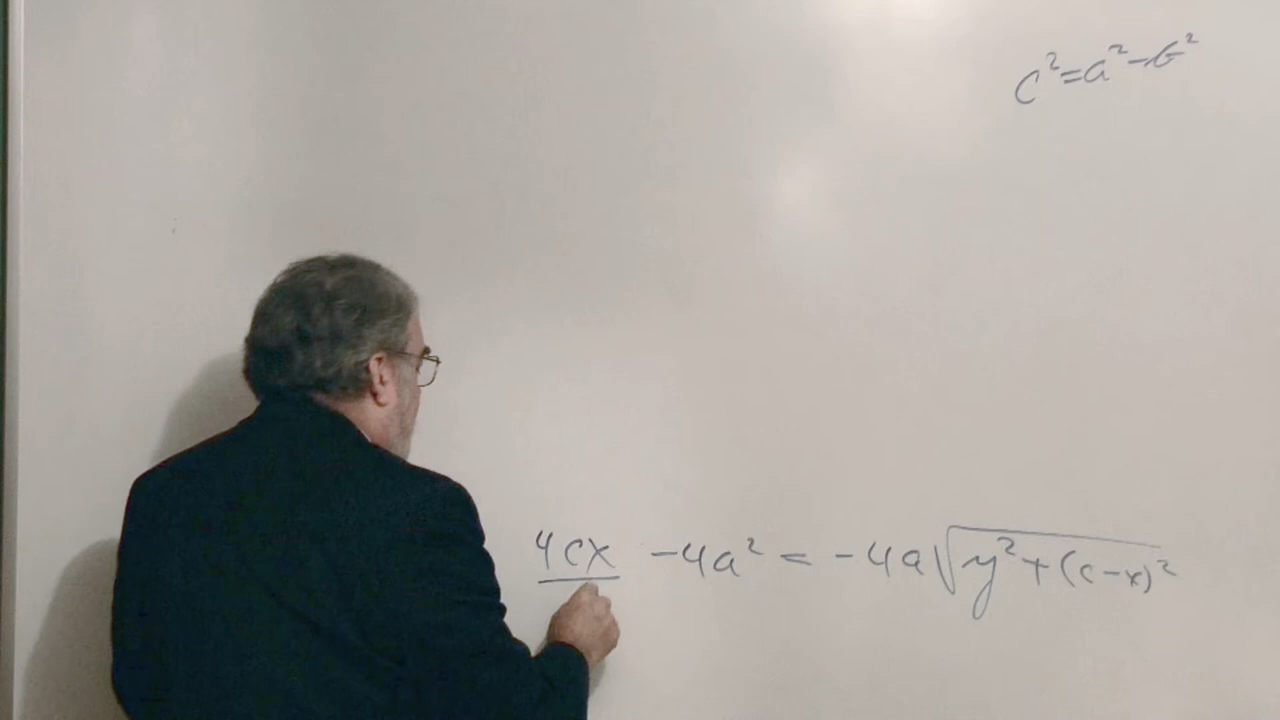 c²=a²-b²
4cx -4a² = -4a√y²+(c-x)²